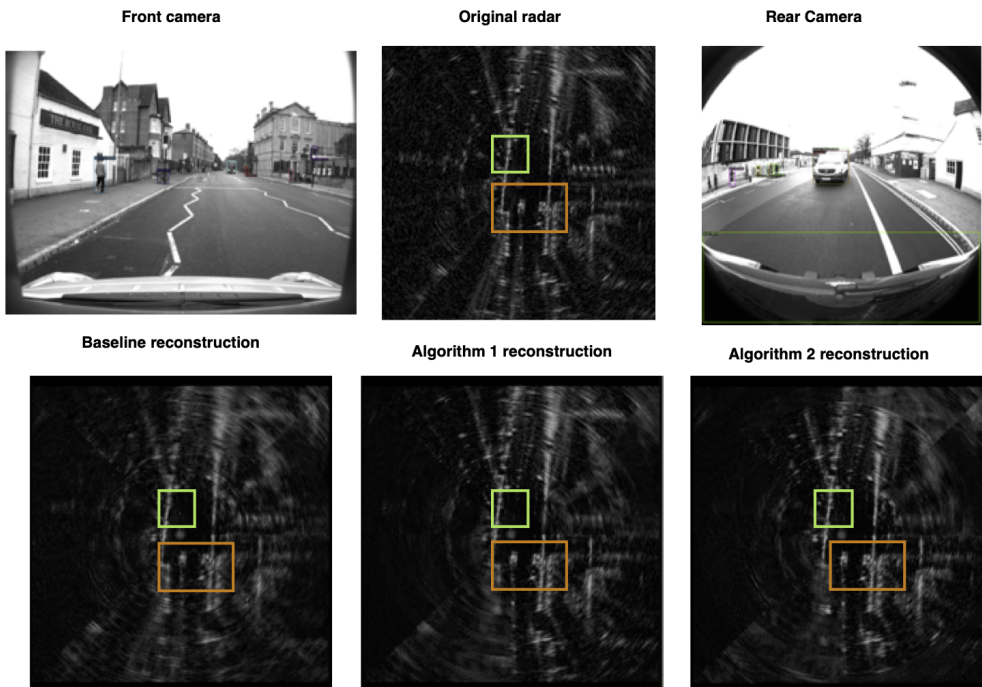 Front camera
Original radar
Rear Camera
Baseline reconstruction
Algorithm 1 reconstruction
Algorithm 2 reconstruction